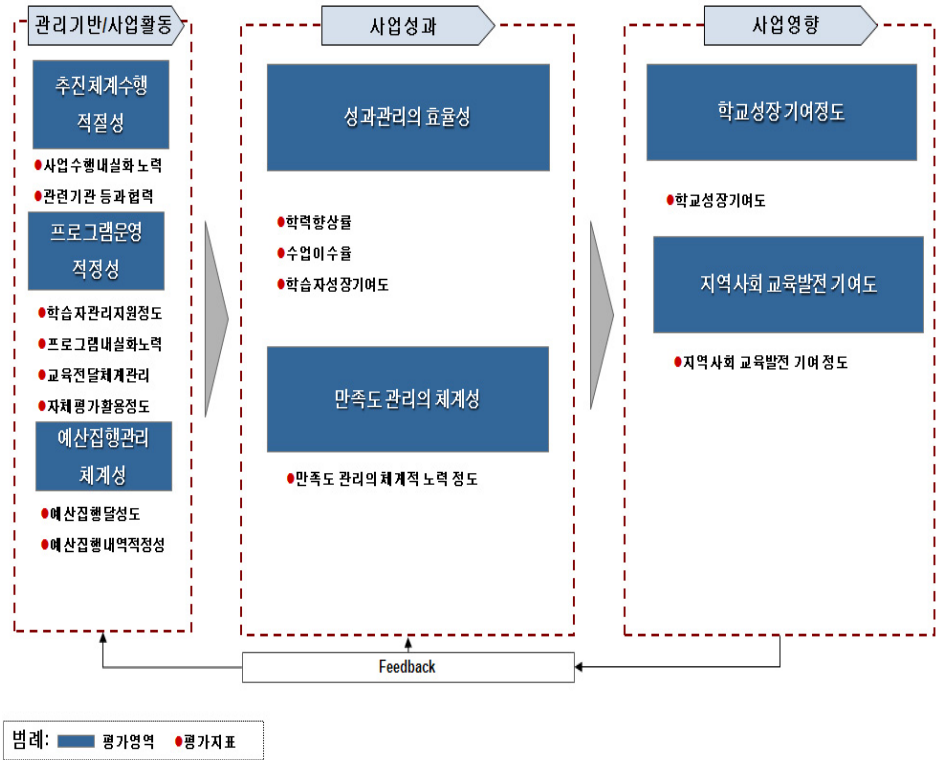 관리기반/사업활동
추진체계수행
적절성
●사업수행내실화 노력
●관련기관 등과 협력
프로그램운영
적정성
●학습자관리지원정도
●프로그램내실화노력
●교육전달체계관리
●자체평가활용정도
예산집행관리
체계성
●예산집행달성도
●예산집행내역적정성
사업성과
성과관리의 효율성
●학력향상률
●수업이수율
●학습자성장기여도
만족도 관리의 체계성
●만족도 관리의 체계적 노력 정도
사업영향
학교성장 기여정도
●학교성장기여도
지역사회 교육발전 기여도
●지역사회 교육발전 기여 정도
Feedback
범례: 평가영역 ●평가지표